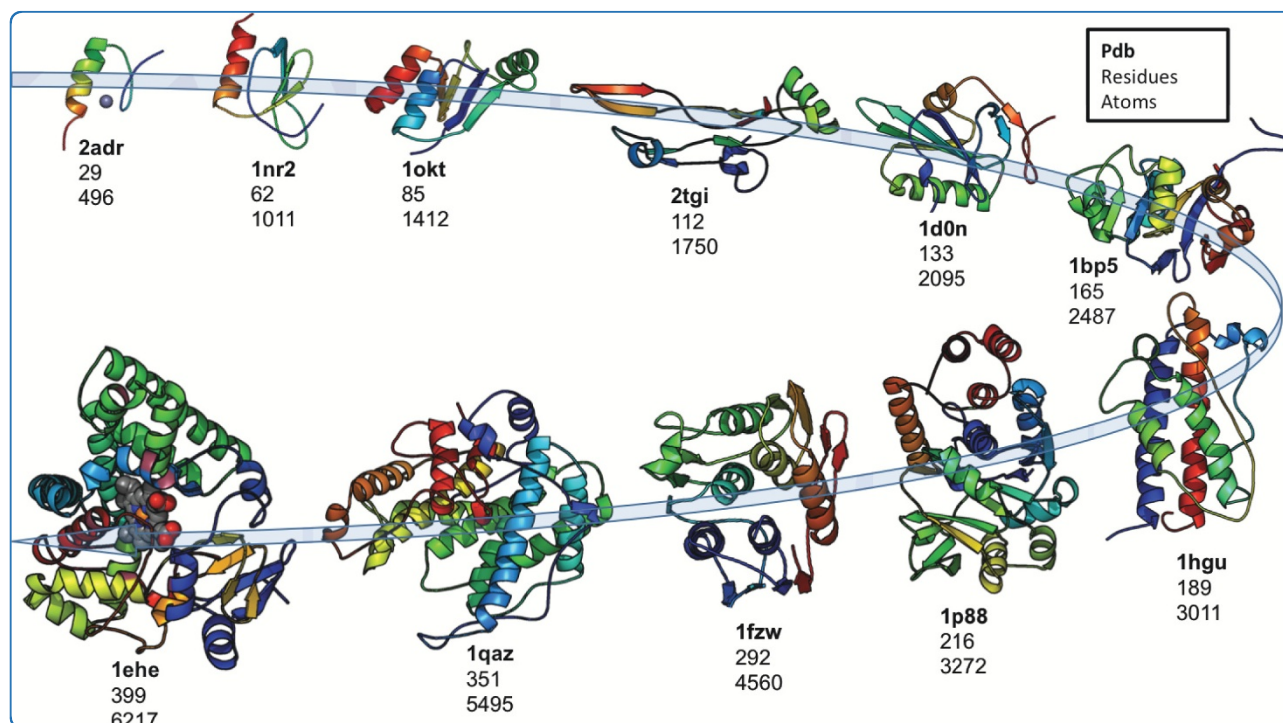 Pdb
Residues
Atoms
2adr
29
496
1nr2
62
1011
1okt
85
1412
2tgi
112
1750
1d0n
133
2095
1bp5
165
2487
1hgu
189
3011
1p88
216
3272
1fzw
292
4560
1qaz
351
5495
1ehe
399
6217